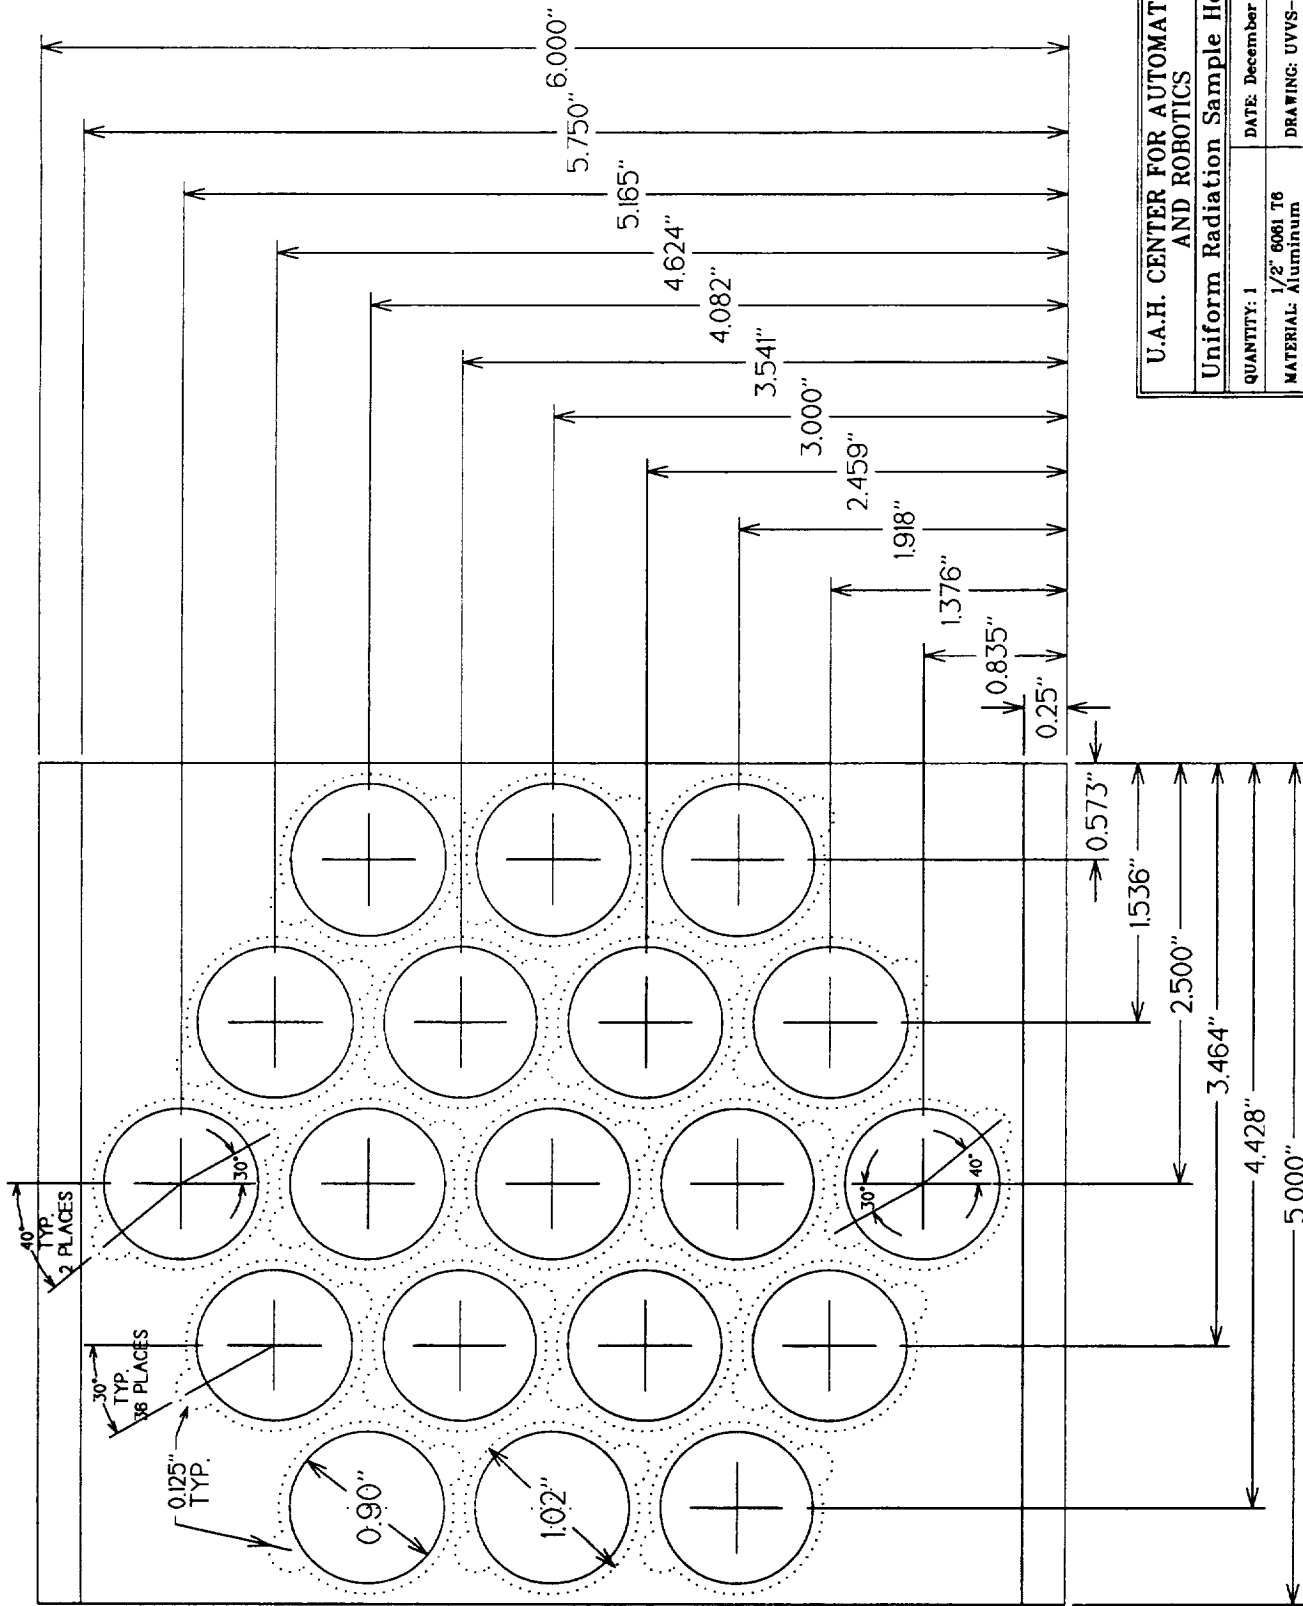 6.000"
5.750"
5.165"
4.624"
4.082"
3.541"
3.000"
2.459"
1.918"
1.376"
0.835"
0.25"
0.573"
1.536"
2.500"
3.464"
4.428"
5.000"
40°
TYP.
2 PLACES
30°
TYP.
36 PLACES
0.125"
TYP.
0.90"
1.02"
30°
30°
40°
U.A.H. CENTER FOR AUTOMAT
AND ROBOTICS
Uniform Radiation Sample Ho
QUANTITY: 1
DATE: December
MATERIAL: 1/2" 6061 T6
Aluminum
DRAWING: UVVS-